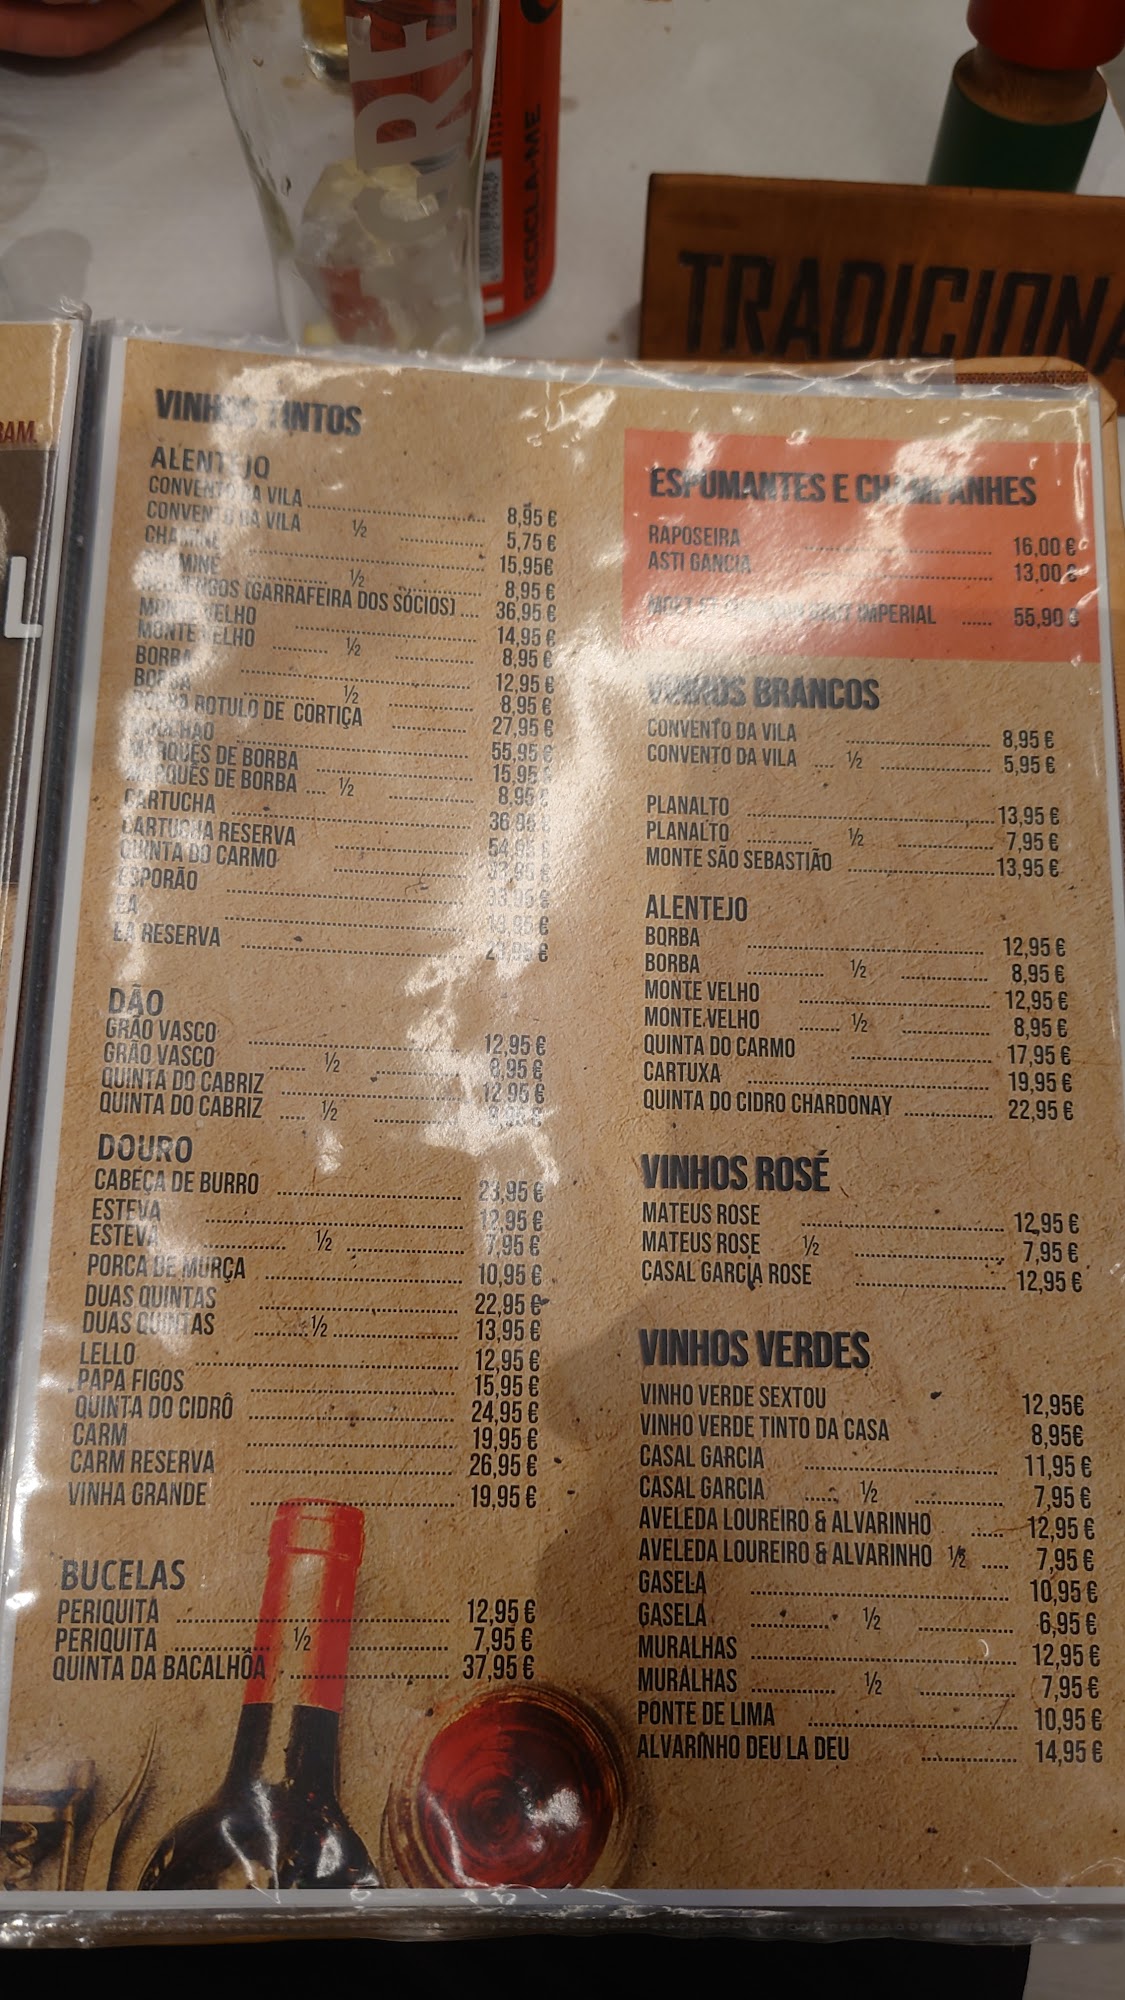 RE
RECICLA-ME
TRADICIONA
RAM.
L
VINHOS TINTOS
ALENTEJO
CONVENTO DA VILA 8,95 €
CONVENTO DA VILA ½ 5,75 €
CHAMINÉ 15,95€
CHAMINÉ ½ 8,95 €
(GARRAFEIRA DOS SÓCIOS) 36,95 €
MONTE VELHO 14,95 €
MONTE VELHO ½ 8,95 €
BORBA 12,95 €
BORBA ½ 8,95 €
BORBA ROTULO DE CORTIÇA 27,95 €
55,95 €
MARQUÊS DE BORBA 15,95 €
MARQUÊS DE BORBA ½ 8,95 €
CARTUCHA 36,95 €
CARTUCHA RESERVA 54,95 €
QUINTA DO CARMO
ESPORÃO
EA
EA RESERVA
DÃO
GRÃO VASCO 12,95 €
GRÃO VASCO ½ 8,95 €
QUINTA DO CABRIZ 12,95 €
QUINTA DO CABRIZ ½
DOURO
CABEÇA DE BURRO 23,95 €
ESTEVA 12,95 €
ESTEVA ½ 7,95 €
PORCA DE MURÇA 10,95 €
DUAS QUINTAS 22,95 €
DUAS QUINTAS ½ 13,95 €
LELLO 12,95 €
PAPA FIGOS 15,95 €
QUINTA DO CIDRÔ 24,95 €
CARM 19,95 €
CARM RESERVA 26,95 €
VINHA GRANDE 19,95 €
BUCELAS
PERIQUITA 12,95 €
PERIQUITA ½ 7,95 €
QUINTA DA BACALHÔA 37,95 €
ESPUMANTES E CHAMPANHES
RAPOSEIRA 16,00 €
ASTI GANCIA 13,00 €
IMPERIAL 55,90 €
VINHOS BRANCOS
CONVENTO DA VILA 8,95 €
CONVENTO DA VILA ½ 5,95 €
PLANALTO 13,95 €
PLANALTO ½ 7,95 €
MONTE SÃO SEBASTIÃO 13,95 €
ALENTEJO
BORBA 12,95 €
BORBA ½ 8,95 €
MONTE VELHO 12,95 €
MONTE VELHO ½ 8,95 €
QUINTA DO CARMO 17,95 €
CARTUXA 19,95 €
QUINTA DO CIDRO CHARDONAY 22,95 €
VINHOS ROSÉ
MATEUS ROSE 12,95 €
MATEUS ROSE ½ 7,95 €
CASAL GARCIA ROSE 12,95 €
VINHOS VERDES
VINHO VERDE SEXTOU 12,95€
VINHO VERDE TINTO DA CASA 8,95€
CASAL GARCIA 11,95 €
CASAL GARCIA ½ 7,95 €
AVELEDA LOUREIRO & ALVARINHO 12,95 €
AVELEDA LOUREIRO & ALVARINHO ½ 7,95 €
GASELA 10,95 €
GASELA ½ 6,95 €
MURALHAS 12,95 €
MURALHAS ½ 7,95 €
PONTE DE LIMA 10,95 €
ALVARINHO DEU LA DEU 14,95 €